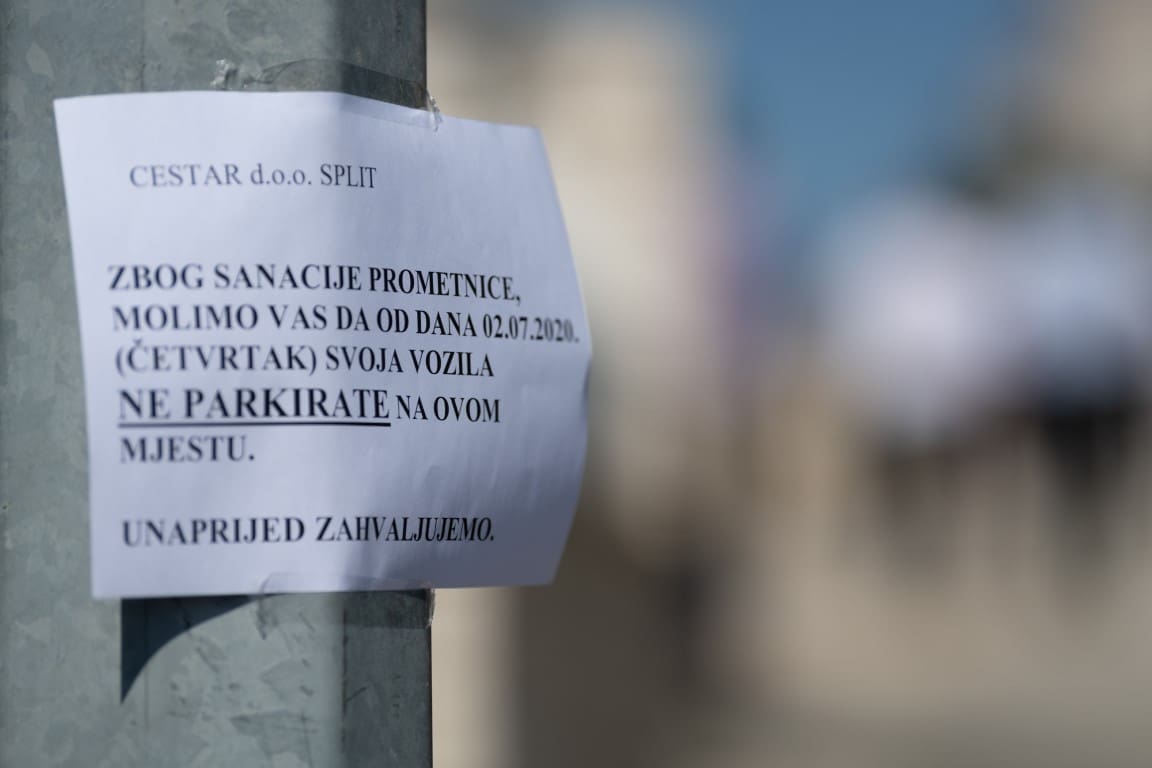 CESTAR d.o.o. SPLIT
ZBOG SANACIJE PROMETNICE,
MOLIMO VAS DA OD DANA 02.07.2020.
(ČETVRTAK) SVOJA VOZILA
NE PARKIRATE NA OVOM
MJESTU.
UNAPRIJED ZAHVALJUJEMO.